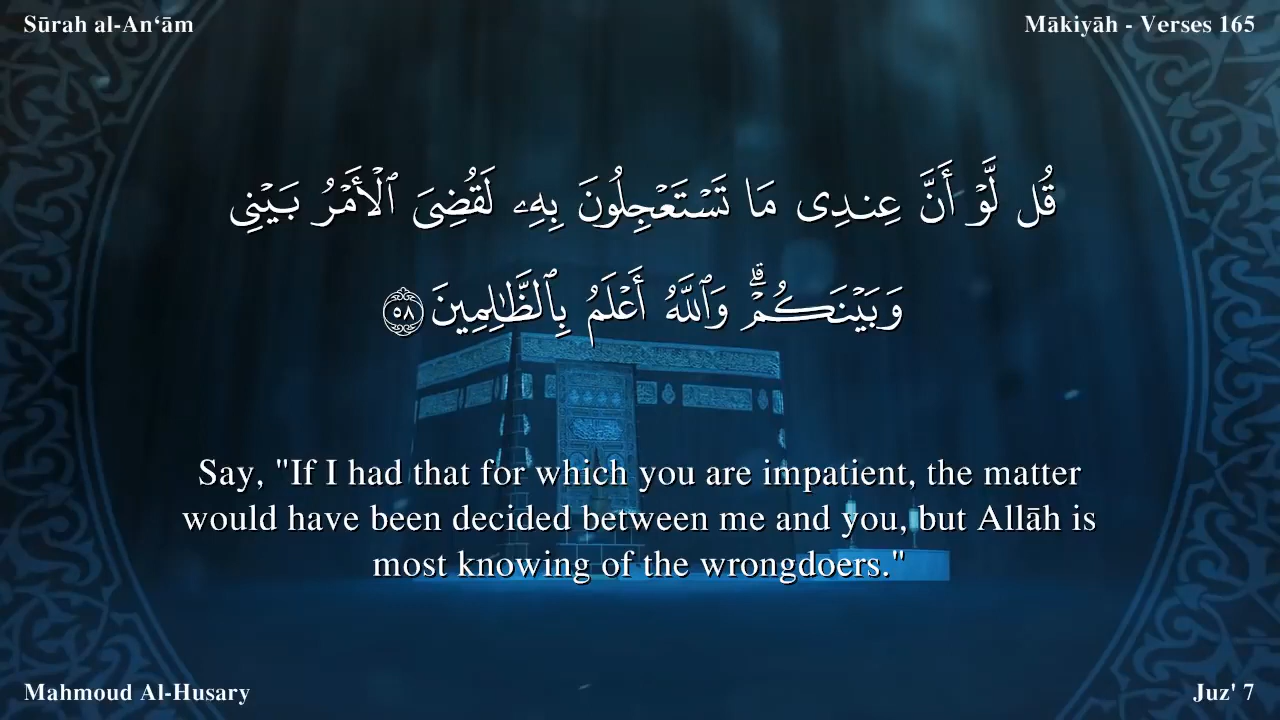 Sūrah al-An‘ām
Mākiyāh - Verses 165
قُل لَّوْ أَنَّ عِندِى مَا تَسْتَعْجِلُونَ بِهِۦ لَقُضِىَ ٱلْأَمْرُ بَيْنِى
وَبَيْنَكُمْ ۗ وَٱللَّهُ أَعْلَمُ بِٱلظَّـٰلِمِينَ ٥٨
Say, "If I had that for which you are impatient, the matter
would have been decided between me and you, but Allāh is
most knowing of the wrongdoers."
Mahmoud Al-Husary
Juz' 7